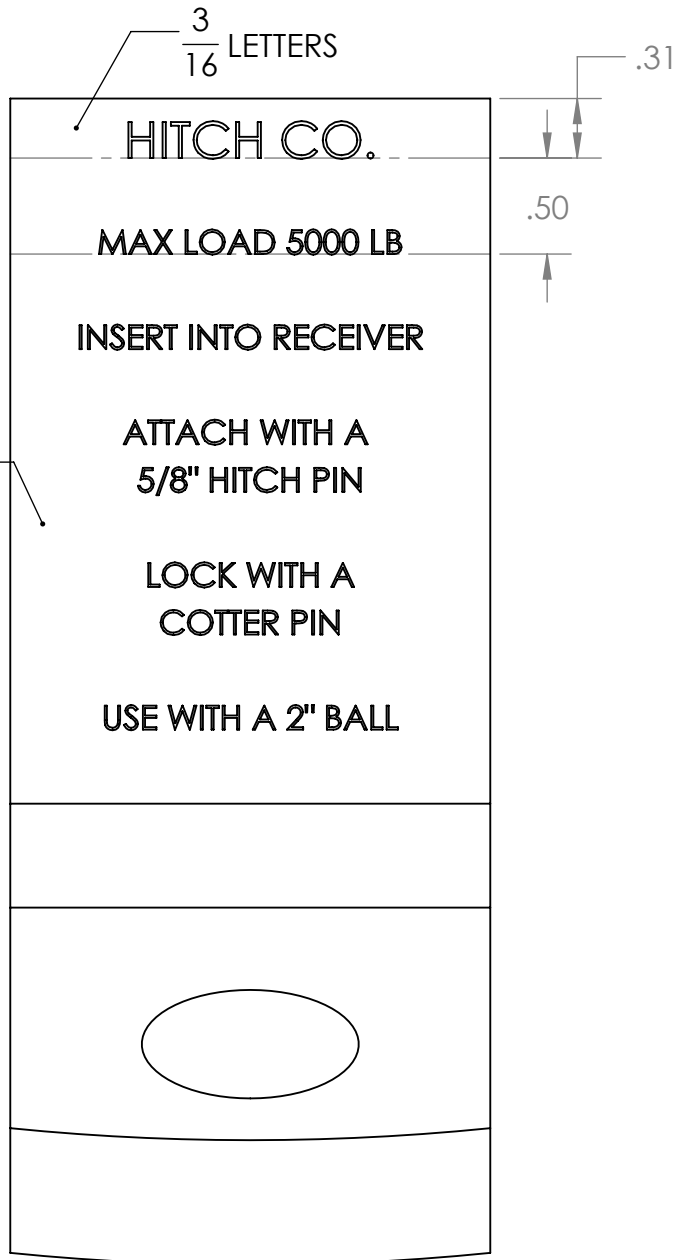 3
16 LETTERS
.31
HITCH CO.
.50
MAX LOAD 5000 LB
INSERT INTO RECEIVER
ATTACH WITH A
5/8" HITCH PIN
LOCK WITH A
COTTER PIN
USE WITH A 2" BALL